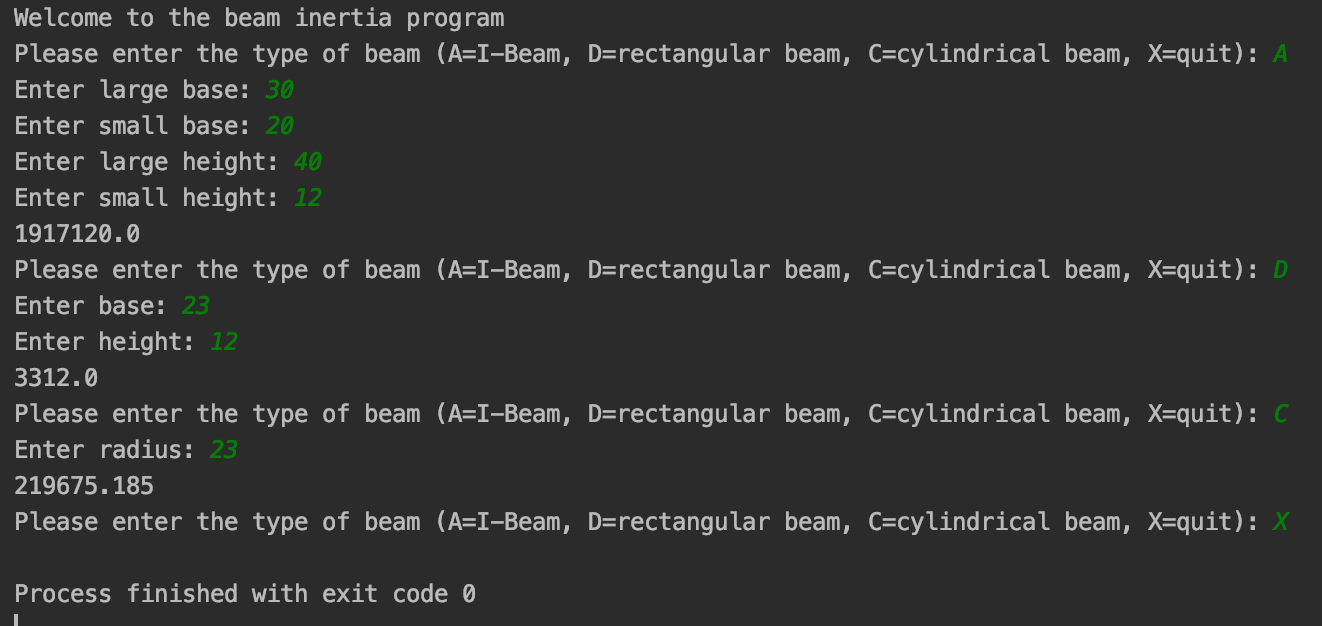 Welcome to the beam inertia program
Please enter the type of beam (A=I-Beam, D=rectangular beam, C=cylindrical beam, X=quit): A
Enter large base: 30
Enter small base: 20
Enter large height: 40
Enter small height: 12
1917120.0
Please enter the type of beam (A=I-Beam, D=rectangular beam, C=cylindrical beam, X=quit): D
Enter base: 23
Enter height: 12
3312.0
Please enter the type of beam (A=I-Beam, D=rectangular beam, C=cylindrical beam, X=quit): C
Enter radius: 23
219675.185
Please enter the type of beam (A=I-Beam, D=rectangular beam, C=cylindrical beam, X=quit): X
Process finished with exit code 0